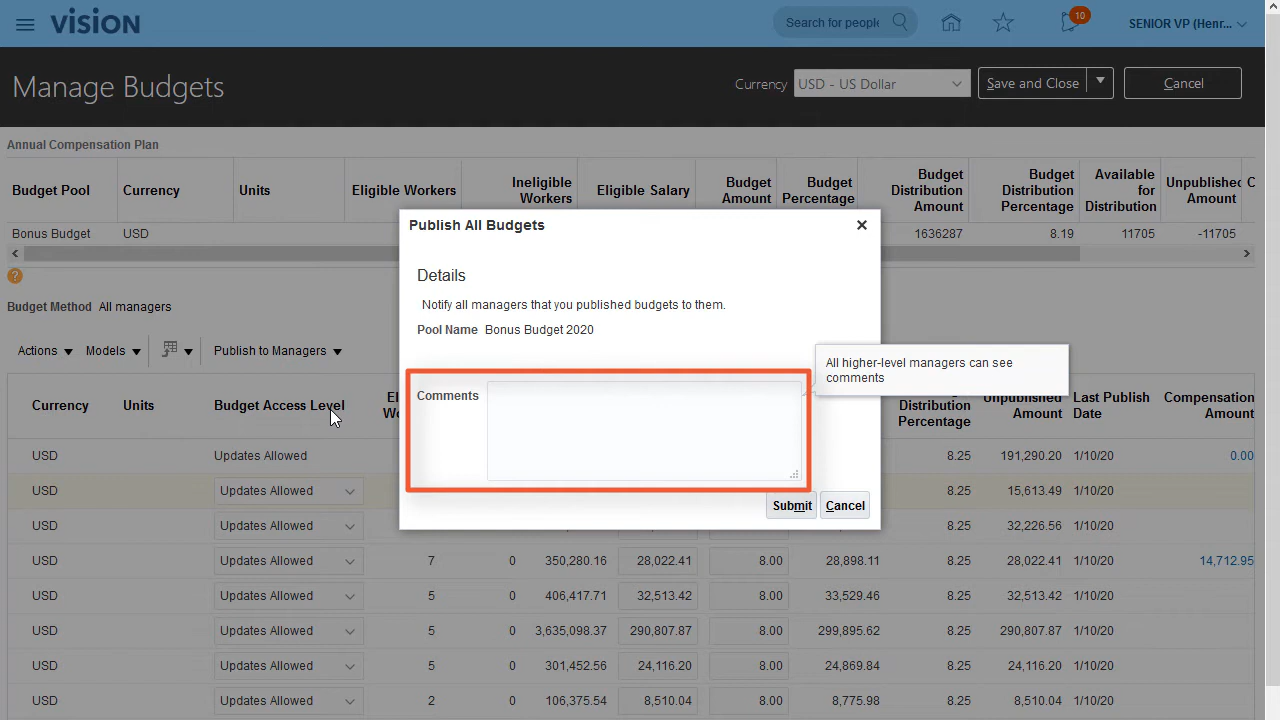 vision
Search for people
10
SENIOR VP (Henr...
Manage Budgets
Currency
USD - US Dollar
Save and Close
Cancel
Annual Compensation Plan
Budget Pool
Currency
Units
Eligible Workers
Ineligible
Workers
Eligible Salary
Budget
Amount
Budget
Percentage
Budget
Distribution
Amount
Budget
Distribution
Percentage
Available
for
Distribution
Unpublished
Amount
C
Bonus Budget
USD
1636287
8.19
11705
-11705
?
Budget Method All managers
Actions
Models
Publish to Managers
Publish All Budgets
Details
Notify all managers that you published budgets to them.
Pool Name Bonus Budget 2020
Comments
All higher-level managers can see
comments
Submit
Cancel
Currency
Units
Budget Access Level
Distribution
Percentage
Unpublished
Amount
Last Publish
Date
Compensation
Amount
USD Updates Allowed 8.25 191,290.20 1/10/20 0.00
USD Updates Allowed 8.25 15,613.49 1/10/20
USD Updates Allowed 8.25 32,226.56 1/10/20
USD Updates Allowed 7 0 350,280.16 28,022.41 8.00 28,898.11 8.25 28,022.41 1/10/20 14,712.95
USD Updates Allowed 5 0 406,417.71 32,513.42 8.00 33,529.46 8.25 32,513.42 1/10/20
USD Updates Allowed 5 0 3,635,098.37 290,807.87 8.00 299,895.62 8.25 290,807.87 1/10/20
USD Updates Allowed 5 0 301,452.56 24,116.20 8.00 24,869.84 8.25 24,116.20 1/10/20
USD Updates Allowed 2 0 106,375.54 8,510.04 8.00 8,775.98 8.25 8,510.04 1/10/20